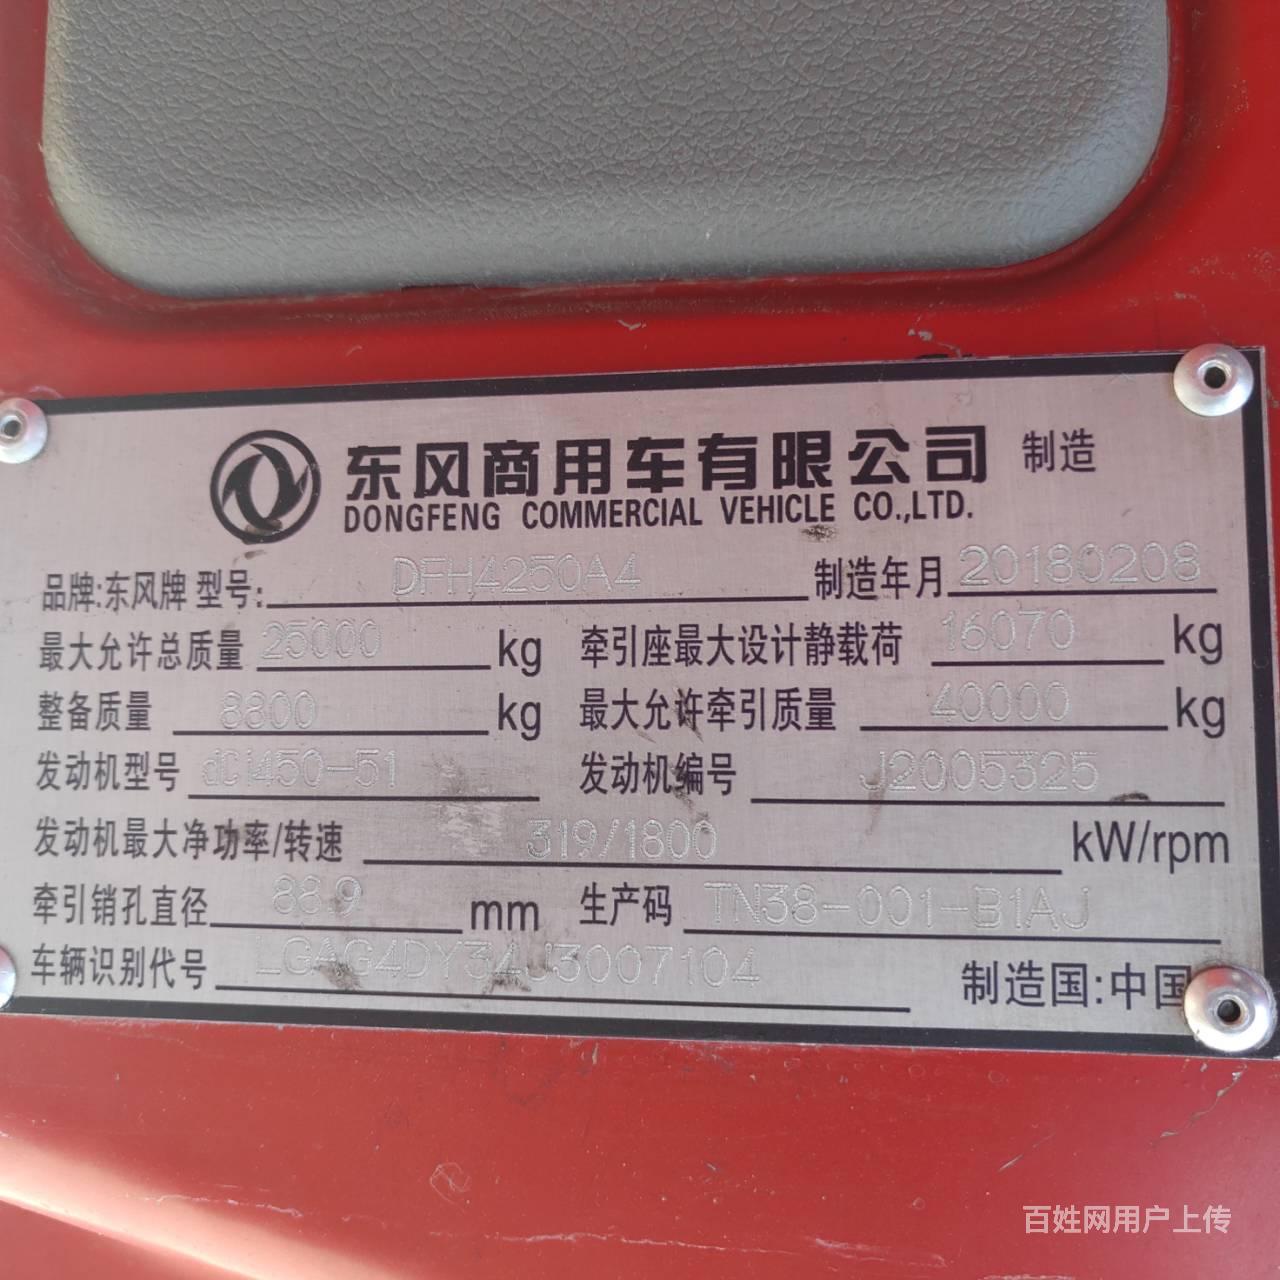 东风商用车有限公司 制造
DONGFENG COMMERCIAL VEHICLE CO.,LTD.
品牌:东风牌 型号: DFH4250A4 制造年月 20180208
最大允许总质量 25000 kg 牵引座最大设计静载荷 16070 kg
整备质量 8800 kg 最大允许牵引质量 40000 kg
发动机型号 dCi450-51 发动机编号 J2005325
发动机最大净功率/转速 319/1800 kW/rpm
牵引销孔直径 88.9 mm 生产码 TN38-001-B1AJ
车辆识别代号 LGAG4DY34J3007104 制造国:中国
百姓网用户上传